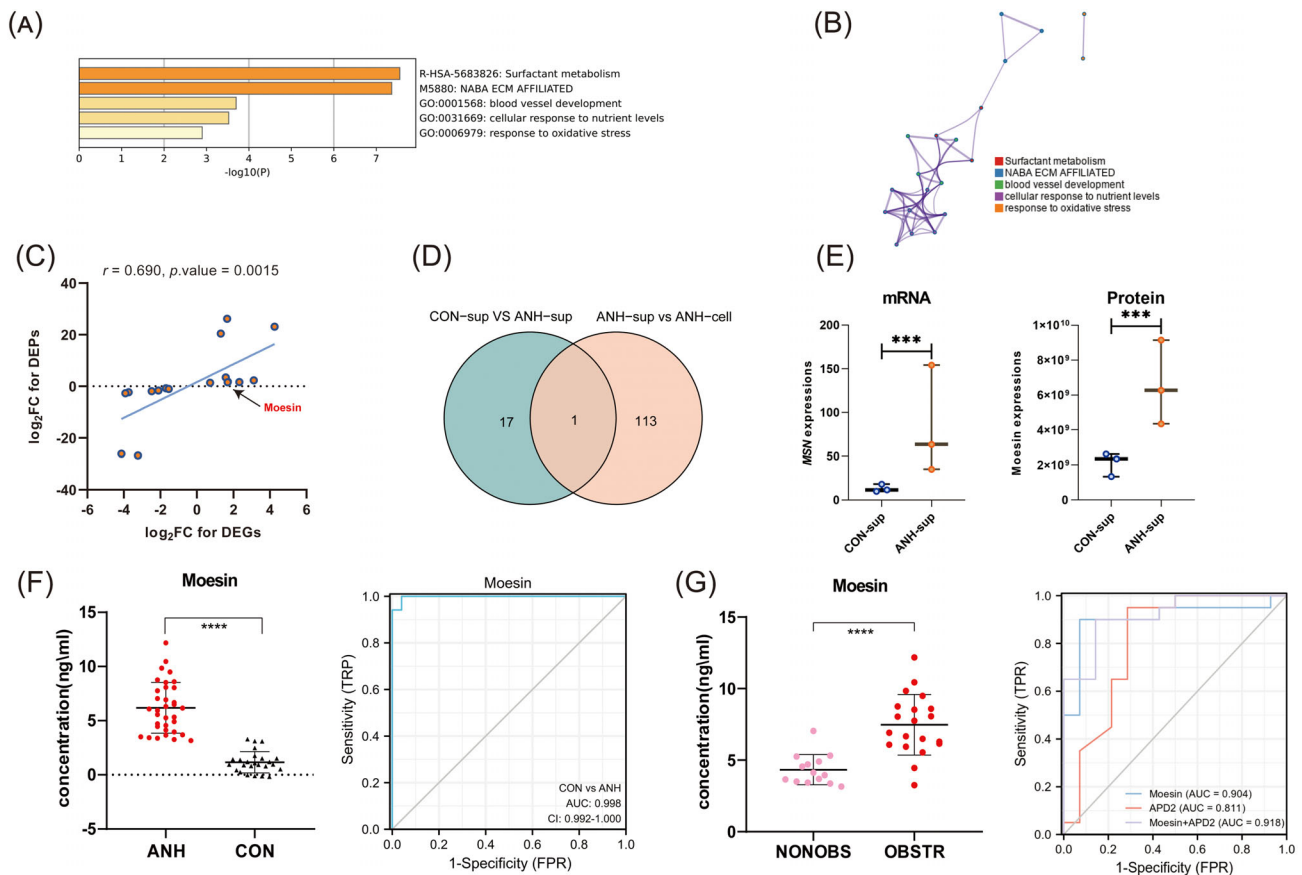 (A)
R-HSA-5683826: Surfactant metabolism
M5880: NABA ECM AFFILIATED
GO:0001568: blood vessel development
GO:0031669: cellular response to nutrient levels
GO:0006979: response to oxidative stress
0 1 2 3 4 5 6 7
-log10(P)
(B)
Surfactant metabolism
NABA ECM AFFILIATED
blood vessel development
cellular response to nutrient levels
response to oxidative stress
(C)
r = 0.690, p.value = 0.0015
40
20
0
-20
-40
log₂FC for DEPs
Moesin
-6 -4 -2 0 2 4 6
log₂FC for DEGs
(D)
CON-sup VS ANH-sup
ANH-sup vs ANH-cell
17
1
113
(E)
mRNA
200
150
100
50
0
MSN expressions
***
CON-sup
ANH-sup
Protein
1×10¹⁰
8×10⁹
6×10⁹
4×10⁹
2×10⁹
0
Moesin expressions
***
CON-sup
ANH-sup
(F)
Moesin
15
10
5
0
-5
concentration(ng\ml)
****
ANH CON
Moesin
1.0
0.8
0.6
0.4
0.2
0.0
Sensitivity (TRP)
CON vs ANH
AUC: 0.998
CI: 0.992-1.000
0.0 0.2 0.4 0.6 0.8 1.0
1-Specificity (FPR)
(G)
Moesin
15
10
5
0
concentration(ng\ml)
****
NONOBS OBSTR
1.0
0.8
0.6
0.4
0.2
0.0
Sensitivity (TPR)
Moesin (AUC = 0.904)
APD2 (AUC = 0.811)
Moesin+APD2 (AUC = 0.918)
0.0 0.2 0.4 0.6 0.8 1.0
1-Specificity (FPR)